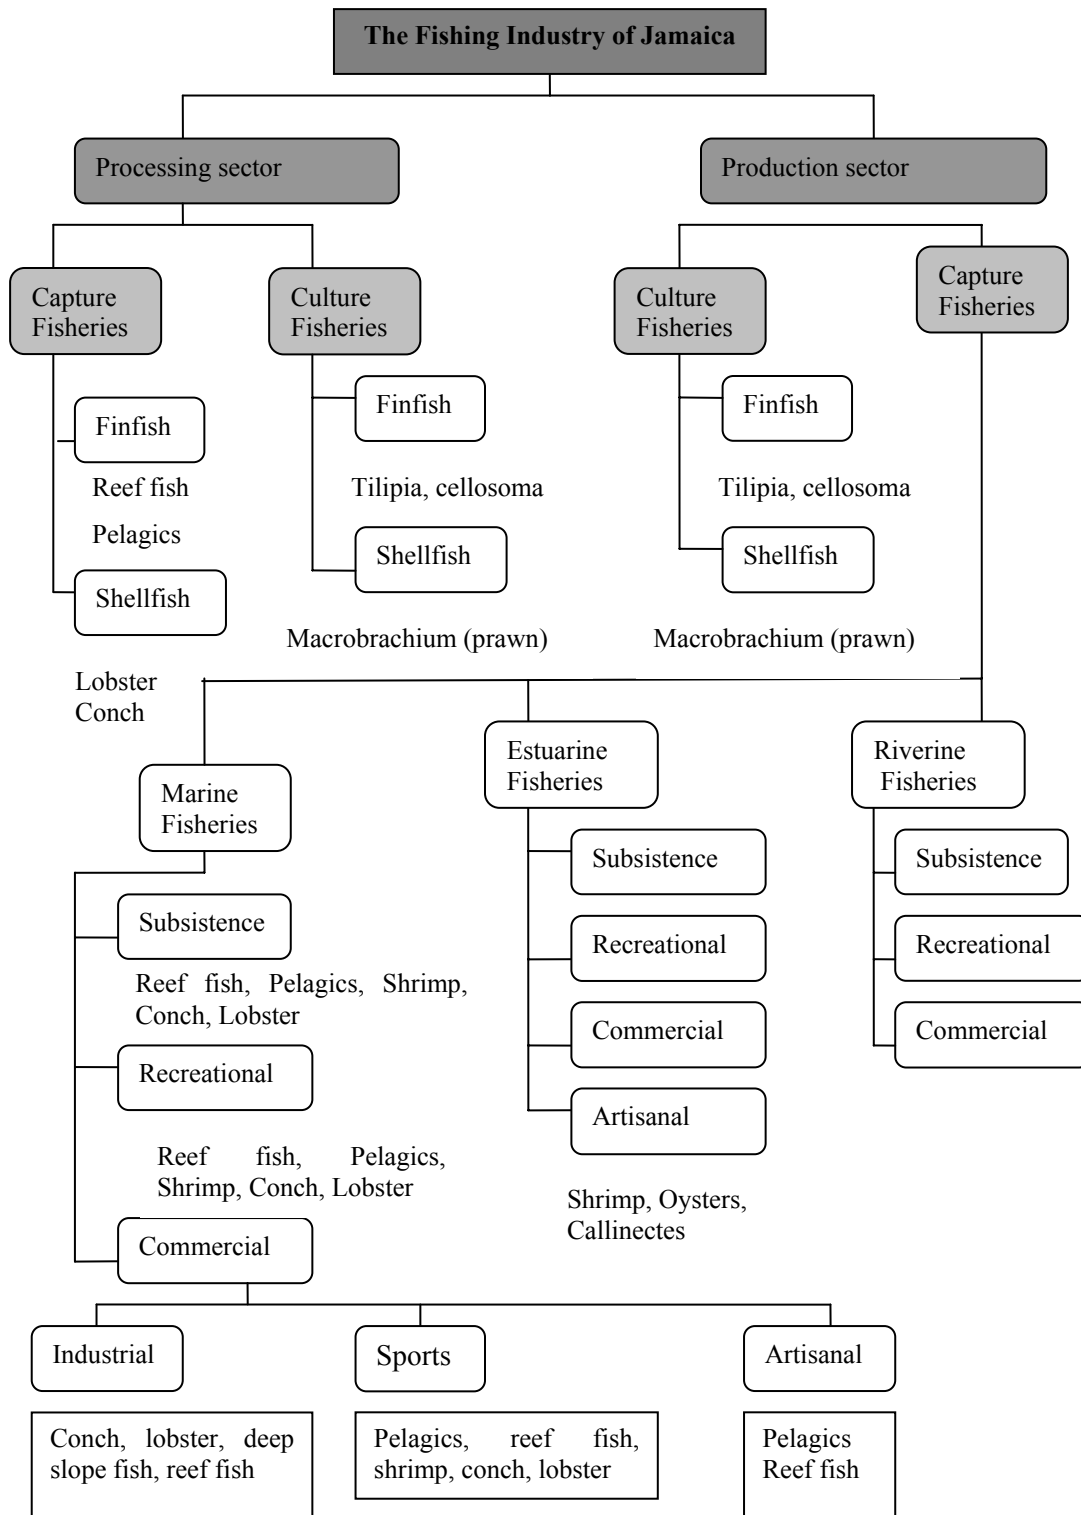 The Fishing Industry of Jamaica
Processing sector
Production sector
Capture
Fisheries
Culture
Fisheries
Culture
Fisheries
Capture
Fisheries
Finfish
Reef fish
Pelagics
Shellfish
Lobster
Conch
Finfish
Tilipia, cellosoma
Shellfish
Macrobrachium (prawn)
Finfish
Tilipia, cellosoma
Shellfish
Macrobrachium (prawn)
Marine
Fisheries
Estuarine
Fisheries
Riverine
Fisheries
Subsistence
Reef fish, Pelagics, Shrimp,
Conch, Lobster
Recreational
Reef fish, Pelagics,
Shrimp, Conch, Lobster
Commercial
Subsistence
Recreational
Commercial
Artisanal
Shrimp, Oysters,
Callinectes
Subsistence
Recreational
Commercial
Industrial
Conch, lobster, deep
slope fish, reef fish
Sports
Pelagics, reef fish,
shrimp, conch, lobster
Artisanal
Pelagics
Reef fish